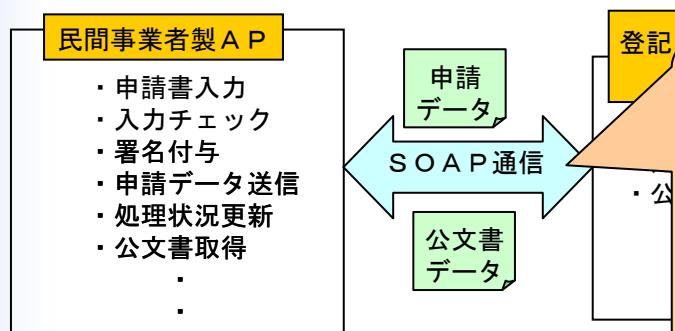 民間事業者製ＡＰ
・申請書入力
・入力チェック
・署名付与
・申請データ送信
・処理状況更新
・公文書取得
・
・
申請
データ
ＳＯＡＰ通信
公文書
データ
登記
・公